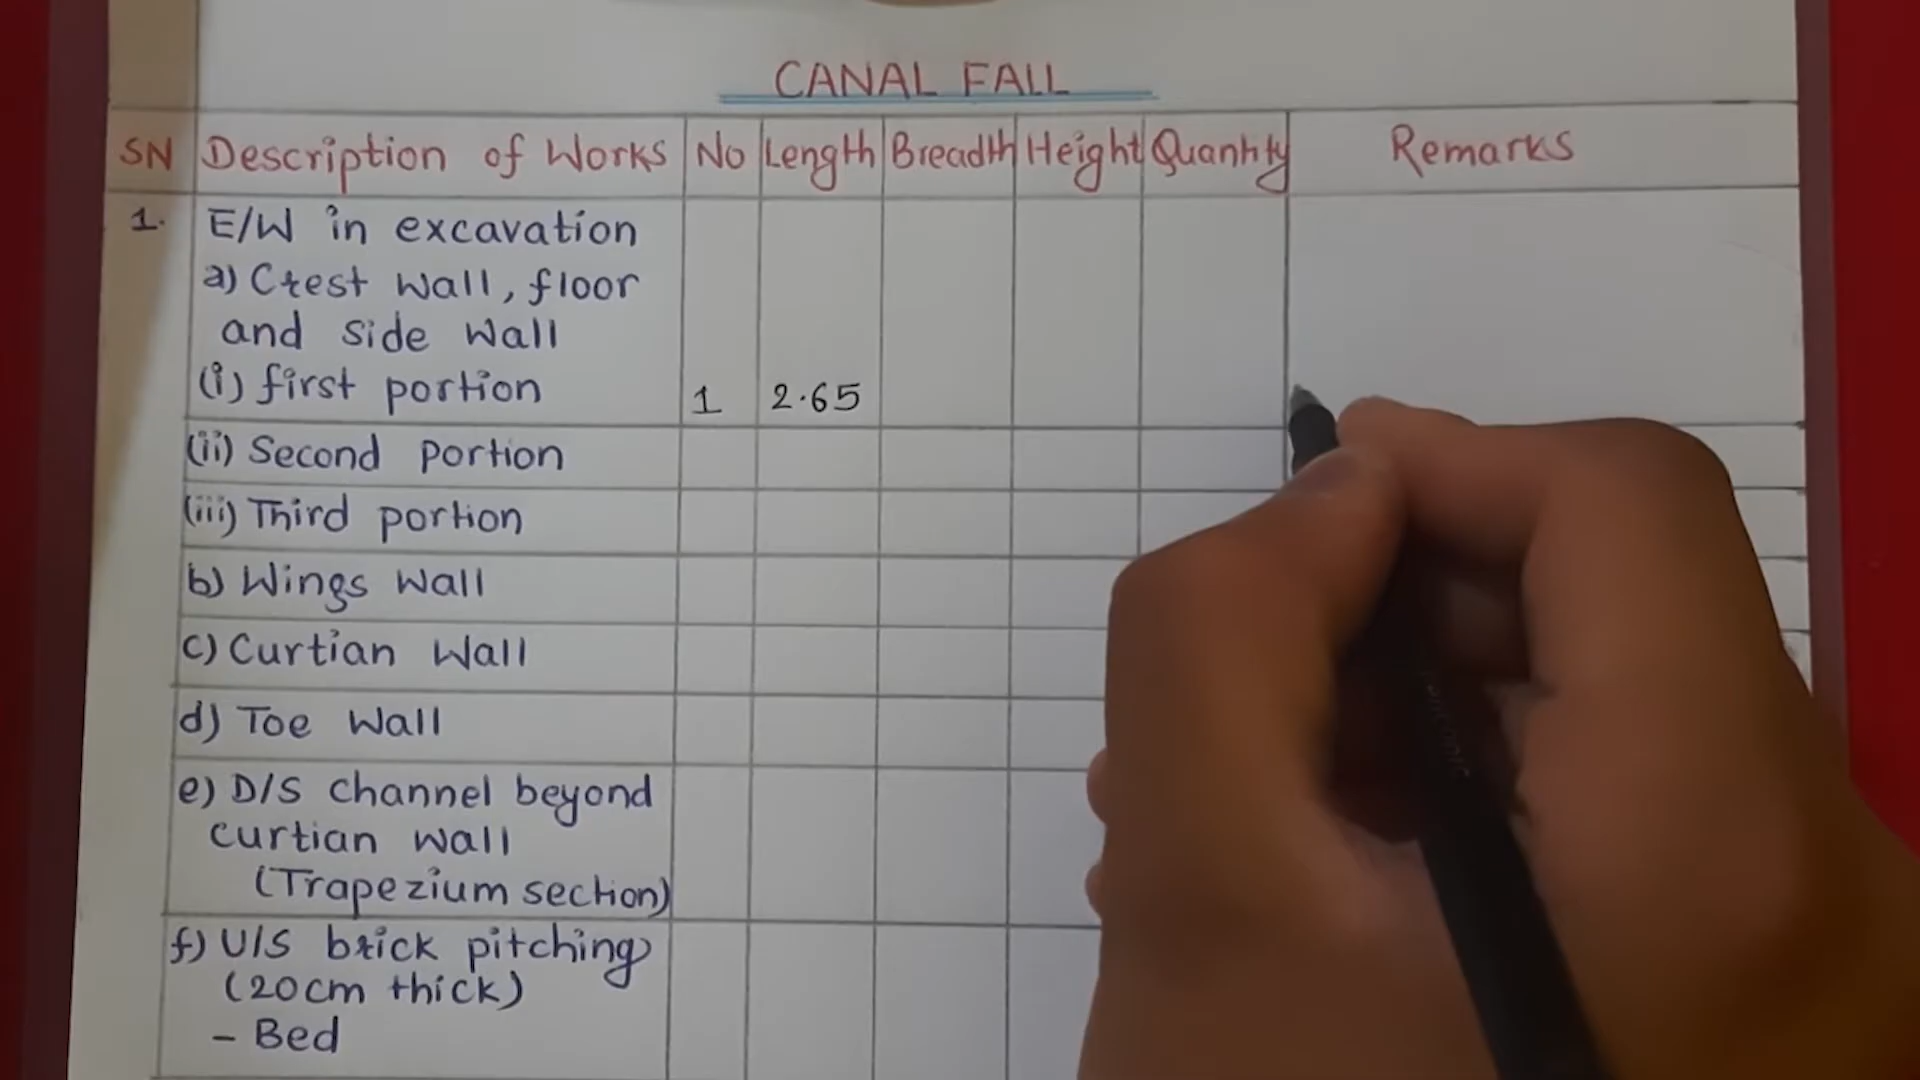 CANAL FALL
SN Description of Works No Length Breadth Height Quantity Remarks
1. E/W in excavation
a) Crest Wall, floor
and side Wall
(i) first portion 1 2.65
(ii) Second portion
(iii) Third portion
b) Wings Wall
c) Curtian Wall
d) Toe Wall
e) D/S channel beyond
curtian wall
(Trapezium section)
f) U/S brick pitching
(20cm thick)
- Bed